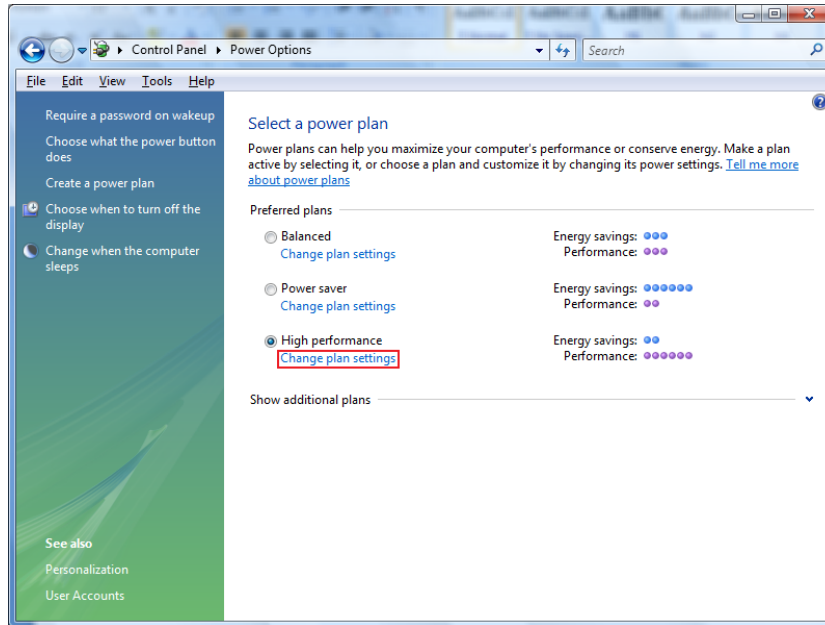 Control Panel Power Options
Search
File Edit View Tools Help
Require a password on wakeup
Choose what the power button
does
Create a power plan
Choose when to turn off the
display
Change when the computer
sleeps
See also
Personalization
User Accounts
Select a power plan
Power plans can help you maximize your computer's performance or conserve energy. Make a plan
active by selecting it, or choose a plan and customize it by changing its power settings. Tell me more
about power plans
Preferred plans
Balanced Energy savings:
Change plan settings Performance:
Power saver Energy savings:
Change plan settings Performance:
High performance Energy savings:
Change plan settings Performance:
Show additional plans